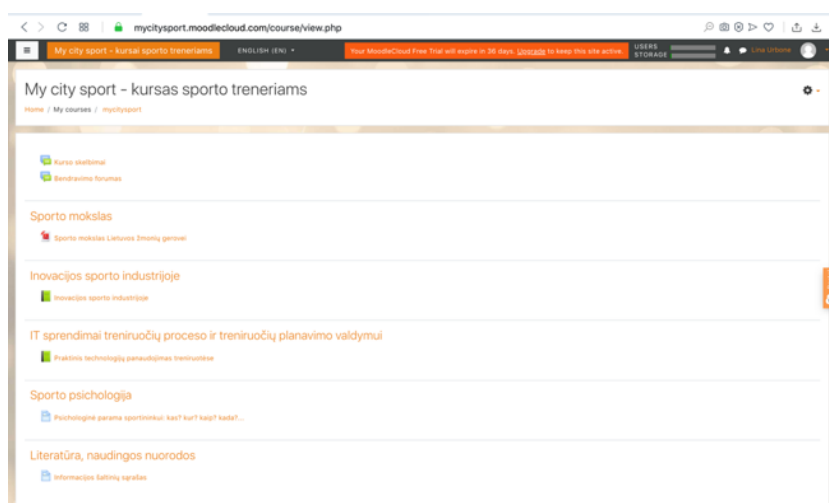 mycitysport.moodlecloud.com/course/view.php
My city sport - kursai sporto treneriams ENGLISH (EN) Your MoodleCloud Free Trial will expire in 36 days. Upgrade to keep this site active. USERS STORAGE Lina Urbone
My city sport - kursas sporto treneriams
Home / My courses / mycitysport
Kurso skelbimai
Bendravimo forumas
Sporto mokslas
Sporto mokslas Lietuvos žmonių gerovei
Inovacijos sporto industrijoje
Inovacijos sporto industrijoje
IT sprendimai treniruočių proceso ir treniruočių planavimo valdymui
Praktinis technologijų panaudojimas treniruotėse
Sporto psichologija
Psichologinė parama sportininkui: kas? kur? kaip? kada?...
Literatūra, naudingos nuorodos
Informacijos šaltinių sąrašas